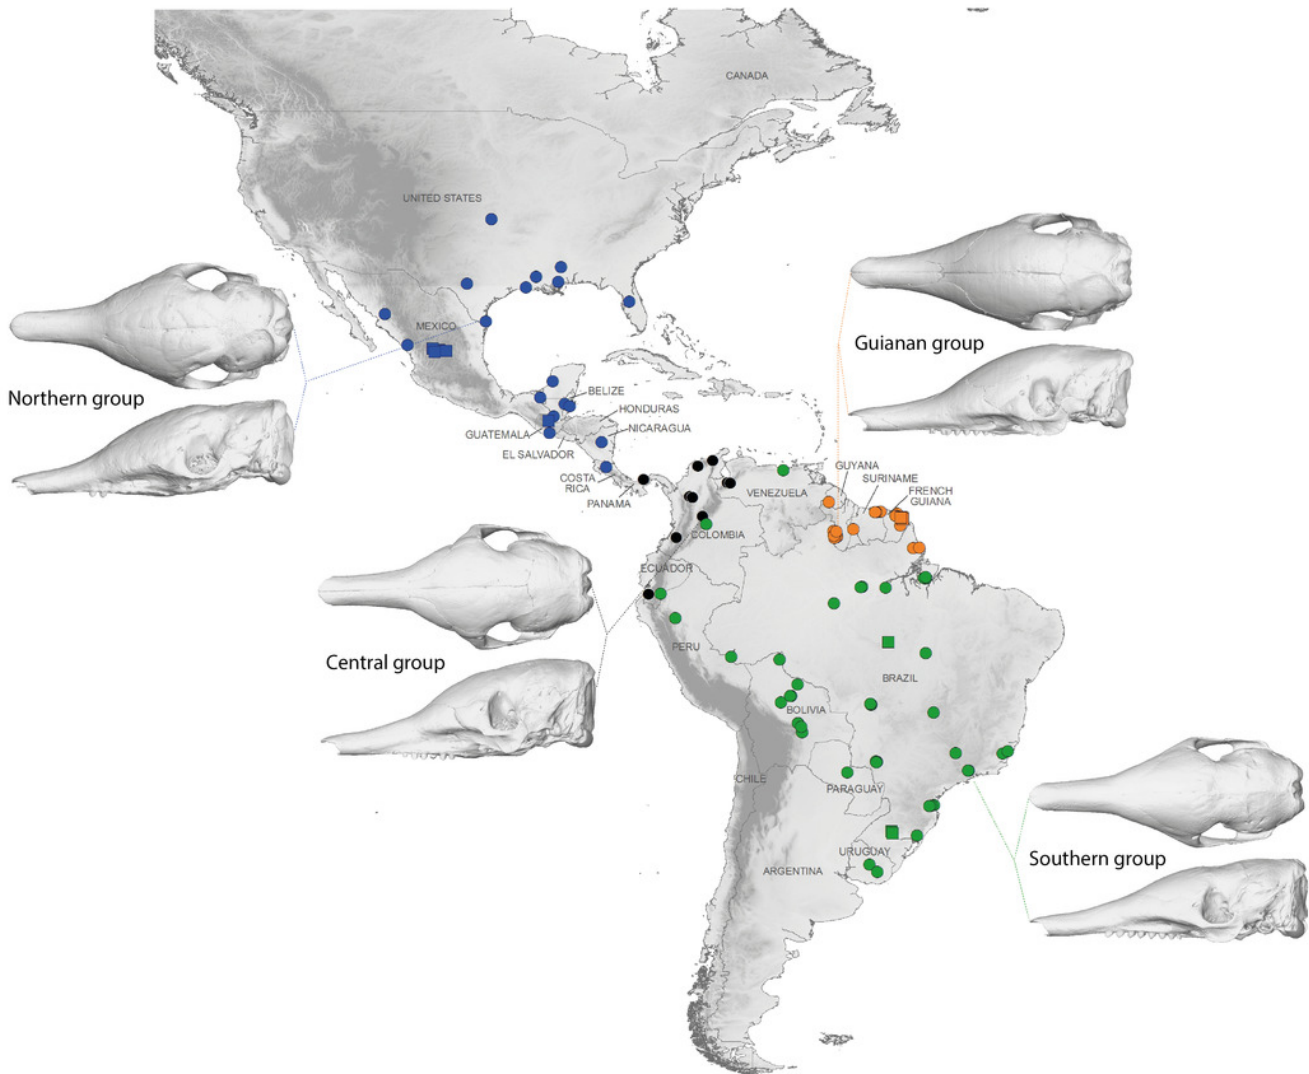 CANADA
UNITED STATES
MEXICO
Guianan group
Northern group
BELIZE
HONDURAS
NICARAGUA
GUATEMALA
EL SALVADOR
COSTA
RICA
PANAMA
VENEZUELA
GUYANA
SURINAME
FRENCH
GUIANA
COLOMBIA
ECUADOR
Central group
PERU
BRAZIL
BOLIVIA
CHILE
PARAGUAY
URUGUAY
Southern group
ARGENTINA